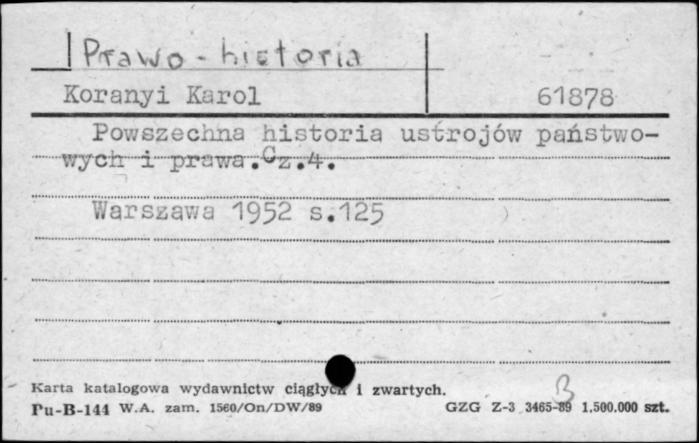 Prawo - historia
Koranyi Karol 61878
Powszechna historia ustrojów państwo-
wych i prawa.Cz.4.
Warszawa 1952 s.125
Karta katalogowa wydawnictw ciągłych i zwartych.
Pu-B-144 W.A. zam. 1560/On/DW/89 GZG Z-3 3465-89 1.500.000 szt.